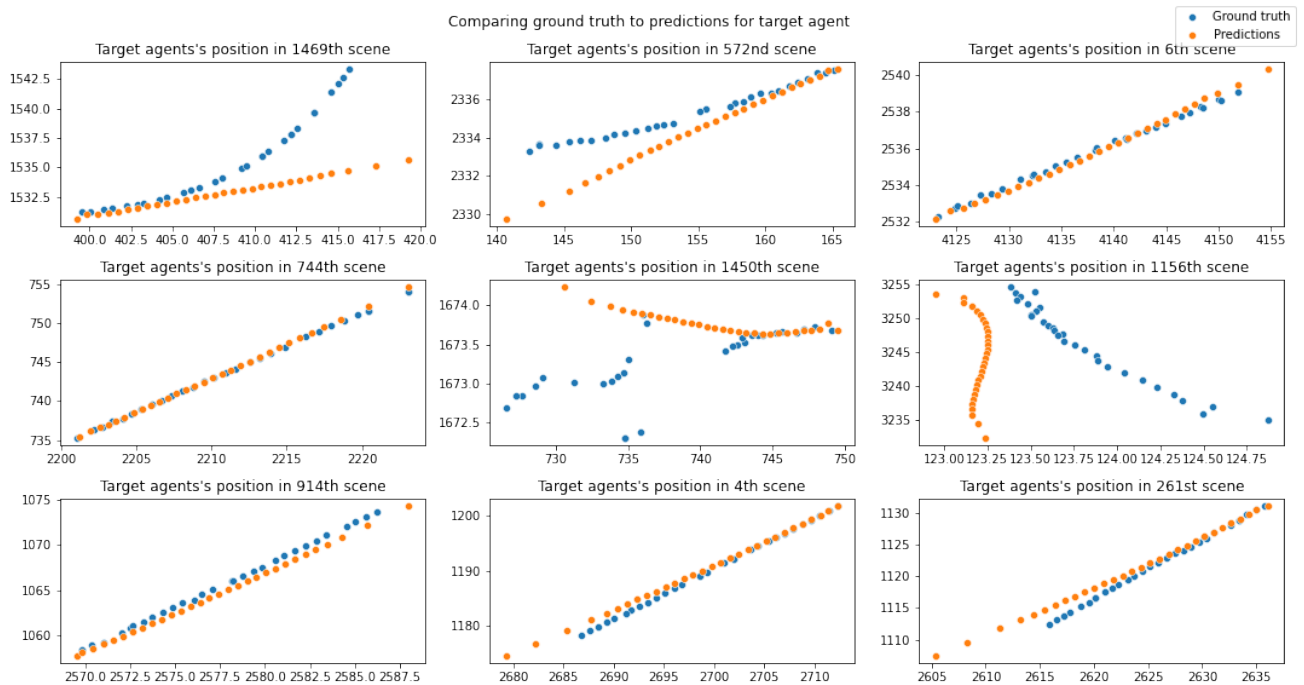 Comparing ground truth to predictions for target agent
Ground truth
Predictions
Target agents's position in 1469th scene
1542.5
1540.0
1537.5
1535.0
1532.5
400.0 402.5 405.0 407.5 410.0 412.5 415.0 417.5 420.0
Target agents's position in 572nd scene
2336
2334
2332
2330
140 145 150 155 160 165
Target agents's position in 6th scene
2540
2538
2536
2534
2532
4125 4130 4135 4140 4145 4150 4155
Target agents's position in 744th scene
755
750
745
740
735
2200 2205 2210 2215 2220
Target agents's position in 1450th scene
1674.0
1673.5
1673.0
1672.5
730 735 740 745 750
Target agents's position in 1156th scene
3255
3250
3245
3240
3235
123.00 123.25 123.50 123.75 124.00 124.25 124.50 124.75
Target agents's position in 914th scene
1075
1070
1065
1060
2570.0 2572.5 2575.0 2577.5 2580.0 2582.5 2585.0 2587.5
Target agents's position in 4th scene
1200
1190
1180
2680 2685 2690 2695 2700 2705 2710
Target agents's position in 261st scene
1130
1125
1120
1115
1110
2605 2610 2615 2620 2625 2630 2635